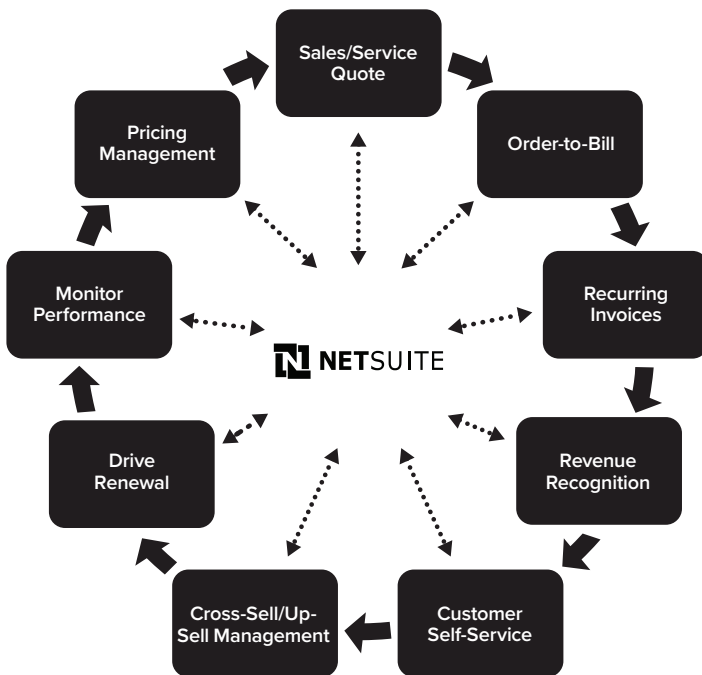 Sales/Service
Quote
Pricing
Management
Order-to-Bill
Monitor
Performance
Recurring
Invoices
NETSUITE
Drive
Renewal
Revenue
Recognition
Cross-Sell/Up-
Sell Management
Customer
Self-Service